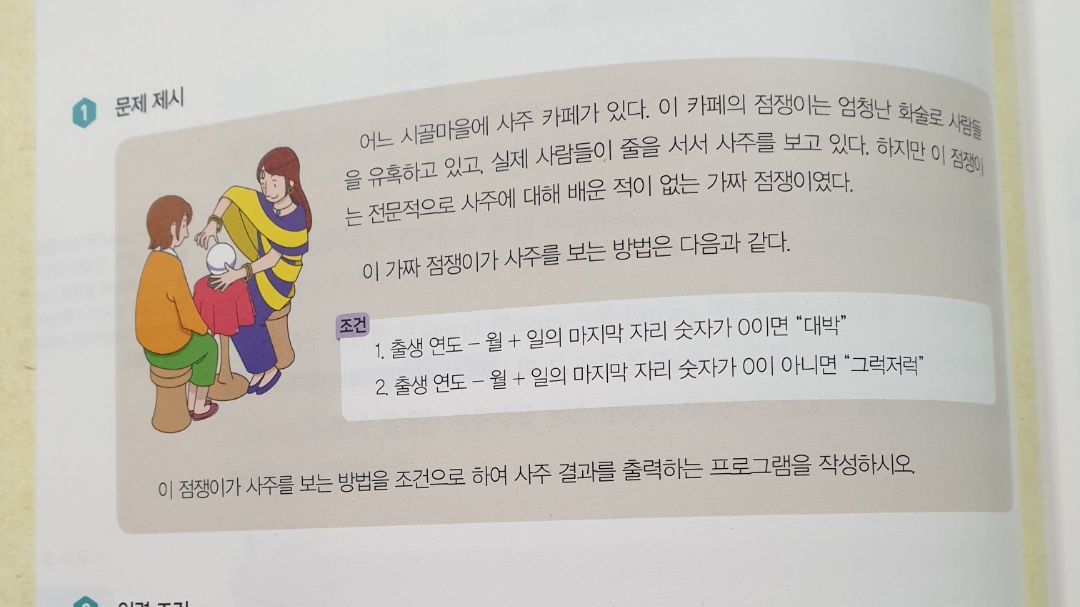 1 문제 제시
어느 시골마을에 사주 카페가 있다. 이 카페의 점쟁이는 엄청난 화술로 사람들
을 유혹하고 있고, 실제 사람들이 줄을 서서 사주를 보고 있다. 하지만 이 점쟁이
는 전문적으로 사주에 대해 배운 적이 없는 가짜 점쟁이였다.
이 가짜 점쟁이가 사주를 보는 방법은 다음과 같다.
조건
1. 출생 연도 – 월 + 일의 마지막 자리 숫자가 0이면 “대박”
2. 출생 연도 – 월 + 일의 마지막 자리 숫자가 0이 아니면 “그럭저럭”
이 점쟁이가 사주를 보는 방법을 조건으로 하여 사주 결과를 출력하는 프로그램을 작성하시오.